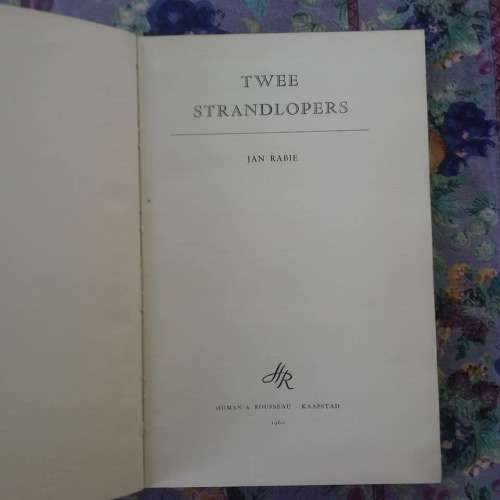 TWEE
STRANDLOPERS
JAN RABIE
HR
HUMAN & ROUSSEAU - KAAPSTAD